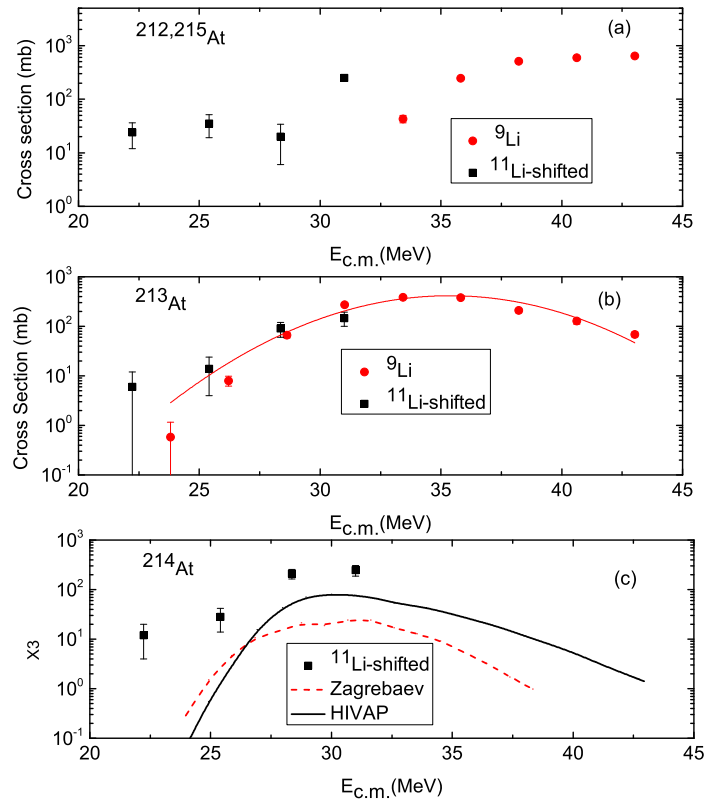 212,215At (a)
10³
10²
10¹
10⁰
Cross section (mb)
9Li
11Li-shifted
20 25 30 35 40 45
Ec.m.(MeV)
213At (b)
10³
10²
10¹
10⁰
10⁻¹
Cross Section (mb)
9Li
11Li-shifted
20 25 30 35 40 45
Ec.m.(MeV)
214At (c)
10³
10²
10¹
10⁰
10⁻¹
X3
11Li-shifted
Zagrebaev
HIVAP
20 25 30 35 40 45
Ec.m.(MeV)